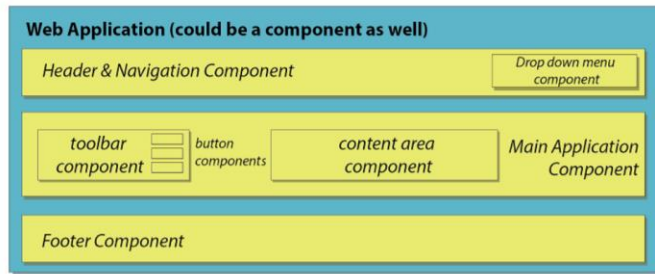 Web Application (could be a component as well)
Header & Navigation Component
Drop down menu
component
toolbar
component
button
components
content area
component
Main Application
Component
Footer Component